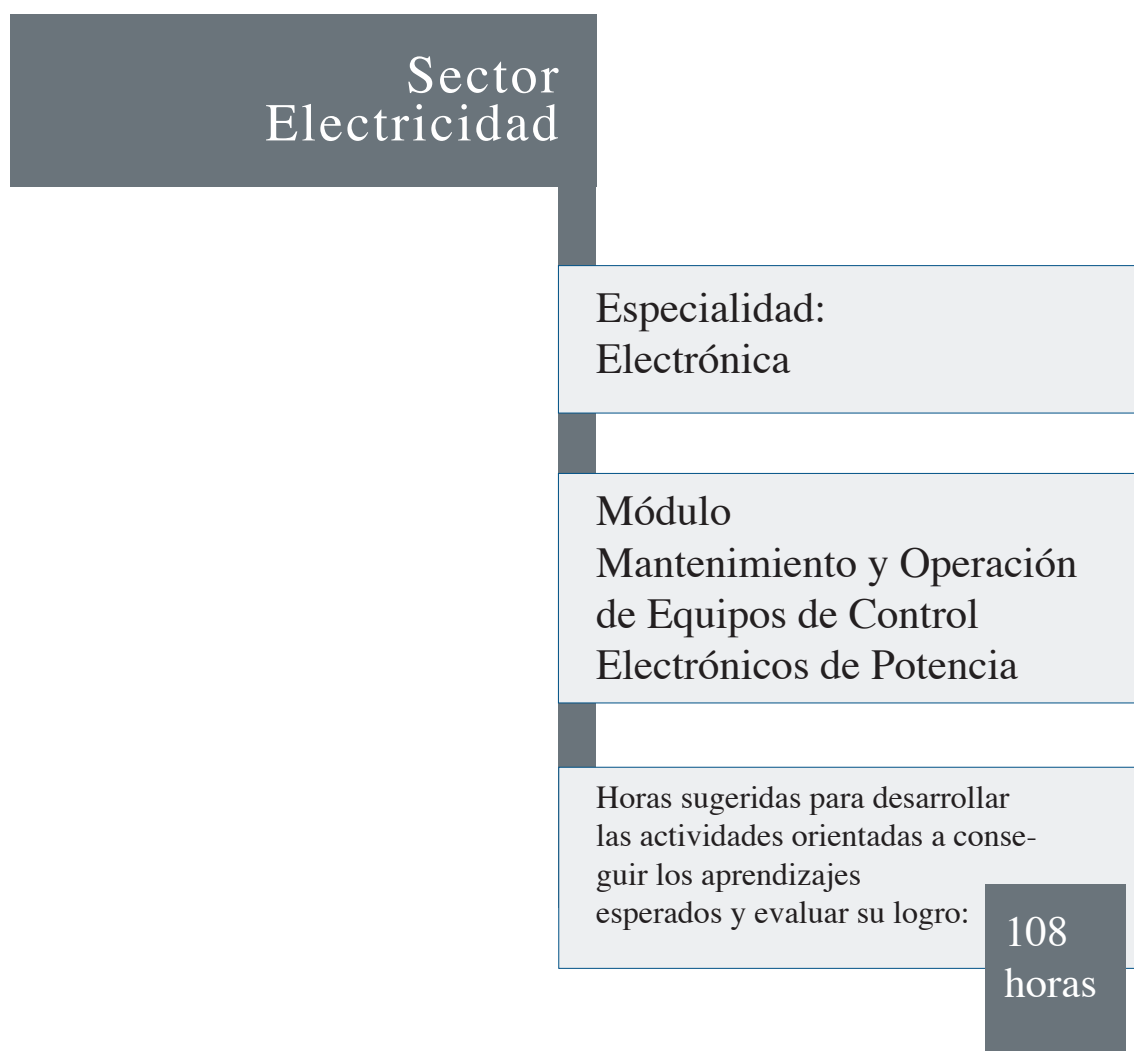 Sector
Electricidad
Especialidad:
Electrónica
Módulo
Mantenimiento y Operación
de Equipos de Control
Electrónicos de Potencia
Horas sugeridas para desarrollar
las actividades orientadas a conse-
guir los aprendizajes
esperados y evaluar su logro:
108
horas